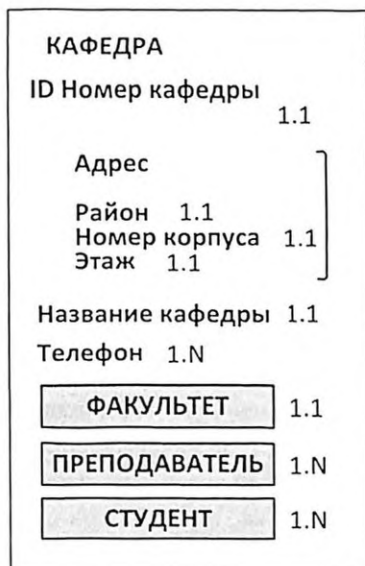 КАФЕДРА
ID Номер кафедры
1.1
Адрес
Район 1.1
Номер корпуса 1.1
Этаж 1.1
Название кафедры 1.1
Телефон 1.N
ФАКУЛЬТЕТ 1.1
ПРЕПОДАВАТЕЛЬ 1.N
СТУДЕНТ 1.N